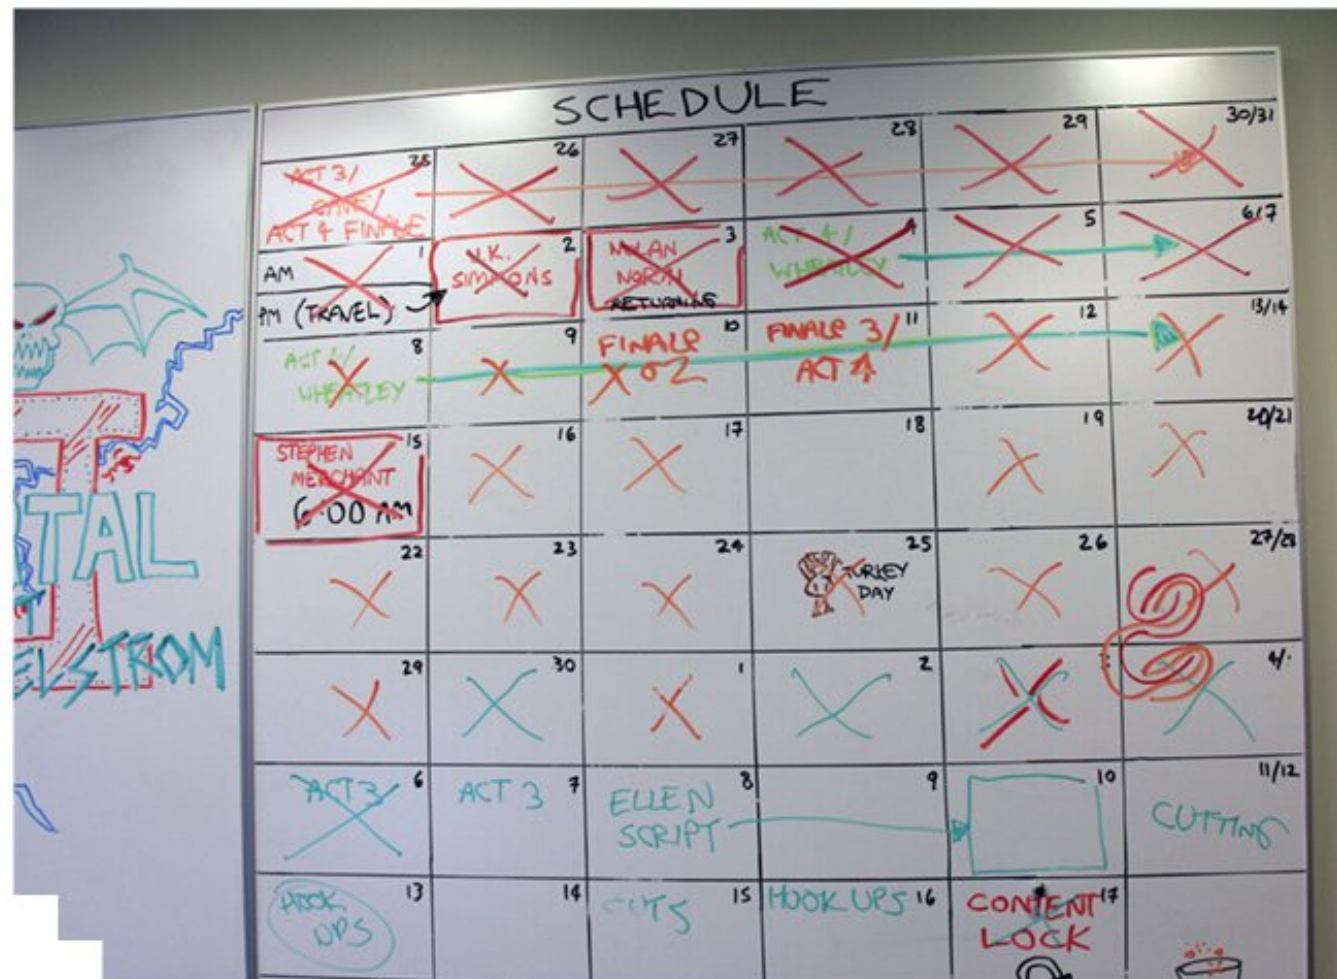 SCHEDULE
25
26
27
28
29
30/31
ACT 3/
CAVE/
ACT 4 FINALE
1
2
3
4
5
6/7
AM
PM (TRAVEL)
J.K.
SIMMONS
NOLAN
NORTH
RETURNING
ACT 4/
WHEATLEY
8
9
10
11
12
13/14
ACT 4/
WHEATLEY
FINALE
02
FINALE 3/
ACT 4
15
16
17
18
19
20/21
STEPHEN
MERCHANT
6:00 AM
22
23
24
25
26
27/28
TURKEY
DAY
29
30
1
2
3
4/
6
7
8
9
10
11/12
ACT 3
ACT 3
ELLEN
SCRIPT
CUTTING
13
14
15
16
17
HOOK
UPS
CUTS
HOOK UPS
CONTENT
LOCK
TAL
ELSTROM